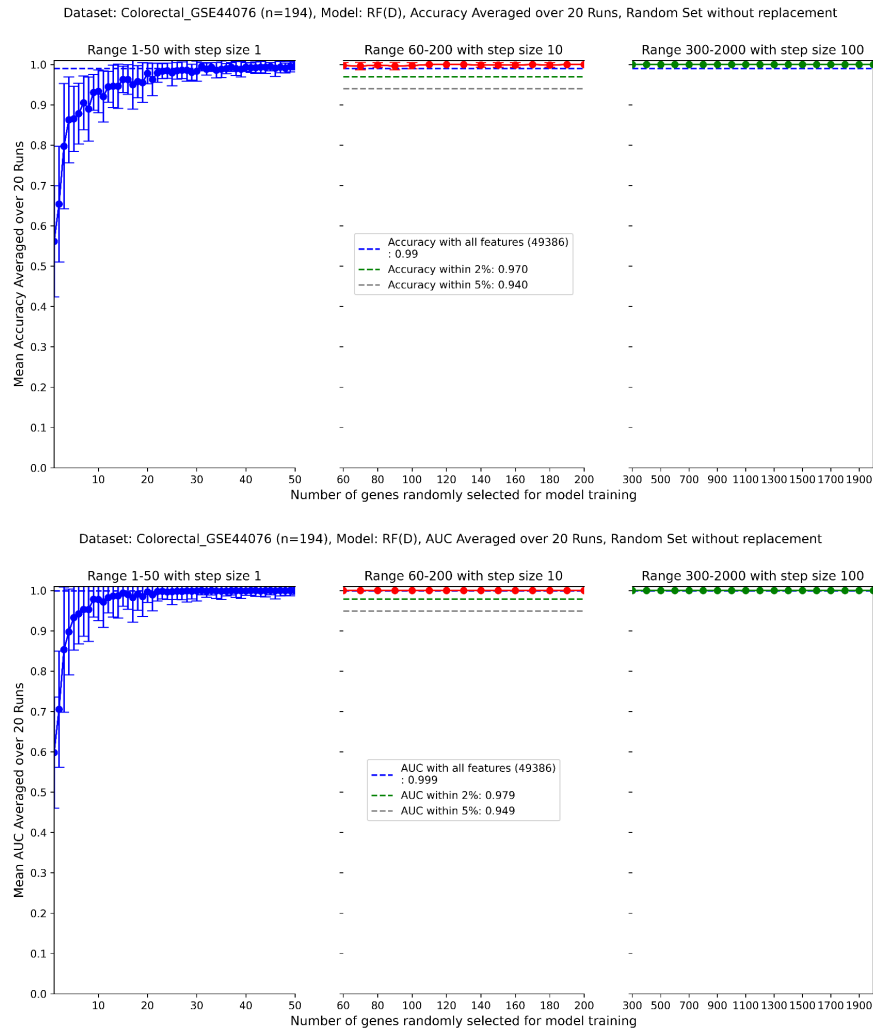 Dataset: Colorectal_GSE44076 (n=194), Model: RF(D), Accuracy Averaged over 20 Runs, Random Set without replacement
Range 1-50 with step size 1
Range 60-200 with step size 10
Range 300-2000 with step size 100
Mean Accuracy Averaged over 20 Runs
1.0
0.9
0.8
0.7
0.6
0.5
0.4
0.3
0.2
0.1
0.0
Accuracy with all features (49386)
: 0.99
Accuracy within 2%: 0.970
Accuracy within 5%: 0.940
10 20 30 40 50
60 80 100 120 140 160 180 200
300 500 700 900 1100 1300 1500 1700 1900
Number of genes randomly selected for model training
Dataset: Colorectal_GSE44076 (n=194), Model: RF(D), AUC Averaged over 20 Runs, Random Set without replacement
Range 1-50 with step size 1
Range 60-200 with step size 10
Range 300-2000 with step size 100
Mean AUC Averaged over 20 Runs
1.0
0.9
0.8
0.7
0.6
0.5
0.4
0.3
0.2
0.1
0.0
AUC with all features (49386)
: 0.999
AUC within 2%: 0.979
AUC within 5%: 0.949
10 20 30 40 50
60 80 100 120 140 160 180 200
300 500 700 900 1100 1300 1500 1700 1900
Number of genes randomly selected for model training